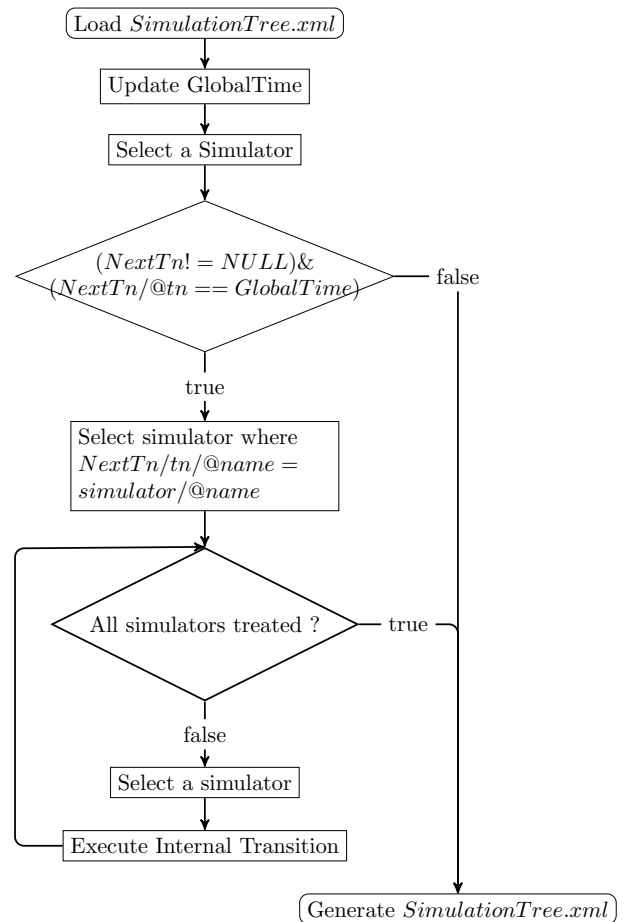 Load SimulationTree.xml
Update GlobalTime
Select a Simulator
(NextTn! = NULL)&
(NextTn/@tn == GlobalTime)
false
true
Select simulator where
NextTn/tn/@name =
simulator/@name
All simulators treated ?
true
false
Select a simulator
Execute Internal Transition
Generate SimulationTree.xml